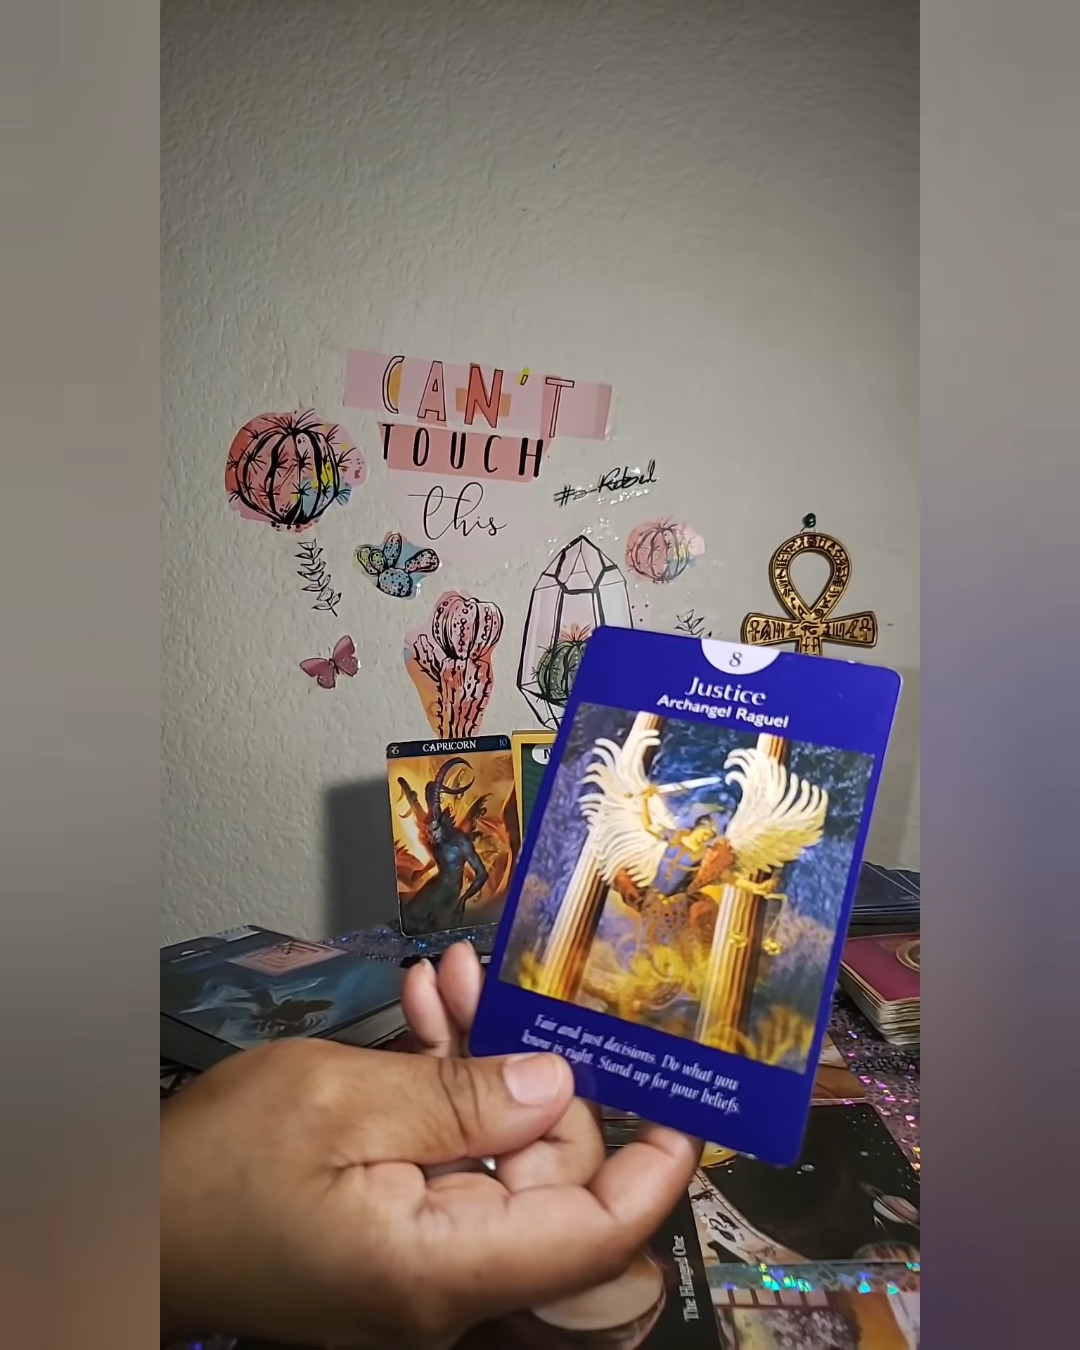 CAN'T
TOUCH
this
CAPRICORN
10
8
Justice
Archangel Raguel
Fair and just decisions. Do what you
know is right. Stand up for your beliefs.
The Hanged One